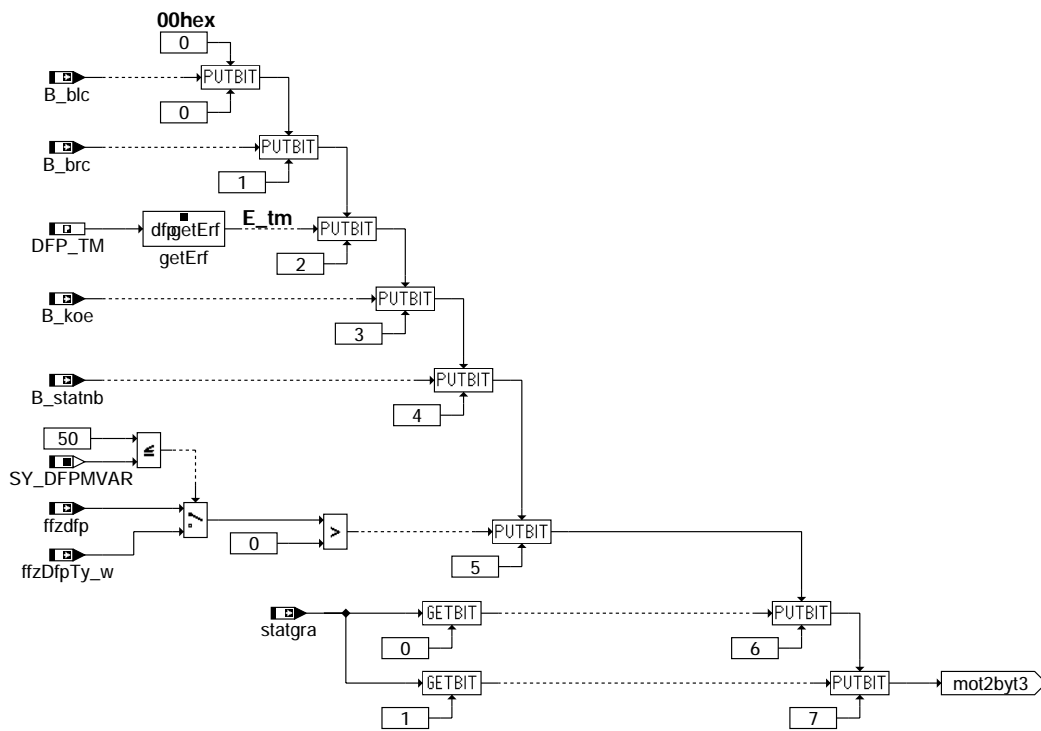 00hex
0
B_blc
PUTBIT
0
B_brc
PUTBIT
1
DFP_TM
dfpgetErf
getErf
E_tm
PUTBIT
2
B_koe
PUTBIT
3
B_statnb
PUTBIT
4
50
≤
SY_DFPMVAR
ffzdfp
ffzDfpTy_w
0
>
PUTBIT
5
statgra
GETBIT
0
PUTBIT
6
GETBIT
1
PUTBIT
7
mot2byt3